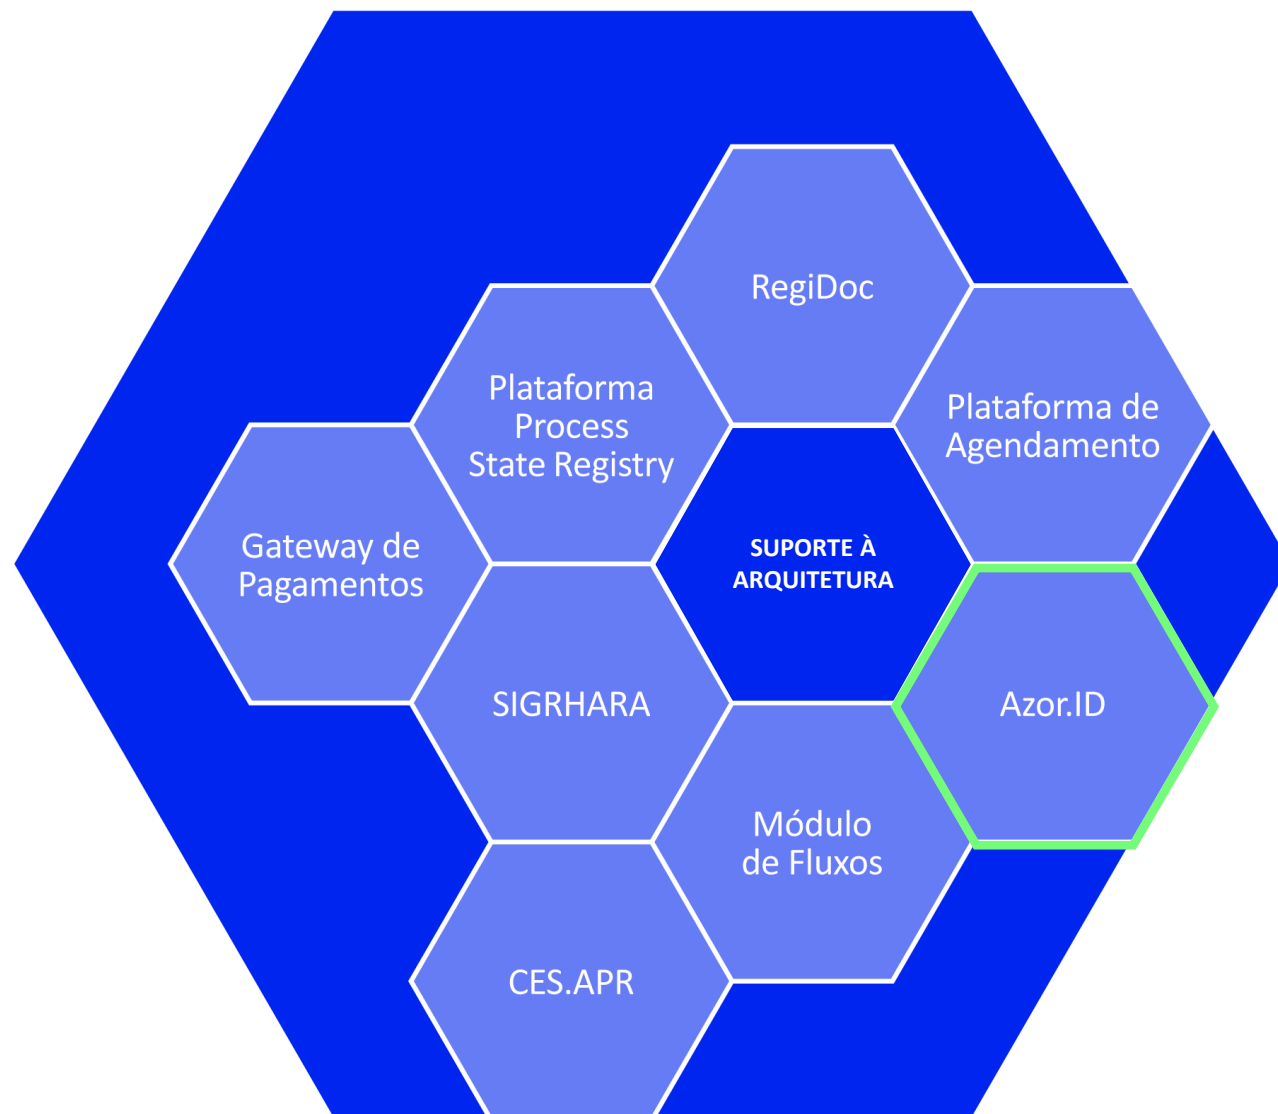 RegiDoc
Plataforma
Process
State Registry
Plataforma de
Agendamento
Gateway de
Pagamentos
SUPORTE À
ARQUITETURA
SIGRHARA
Azor.ID
Módulo
de Fluxos
CES.APR